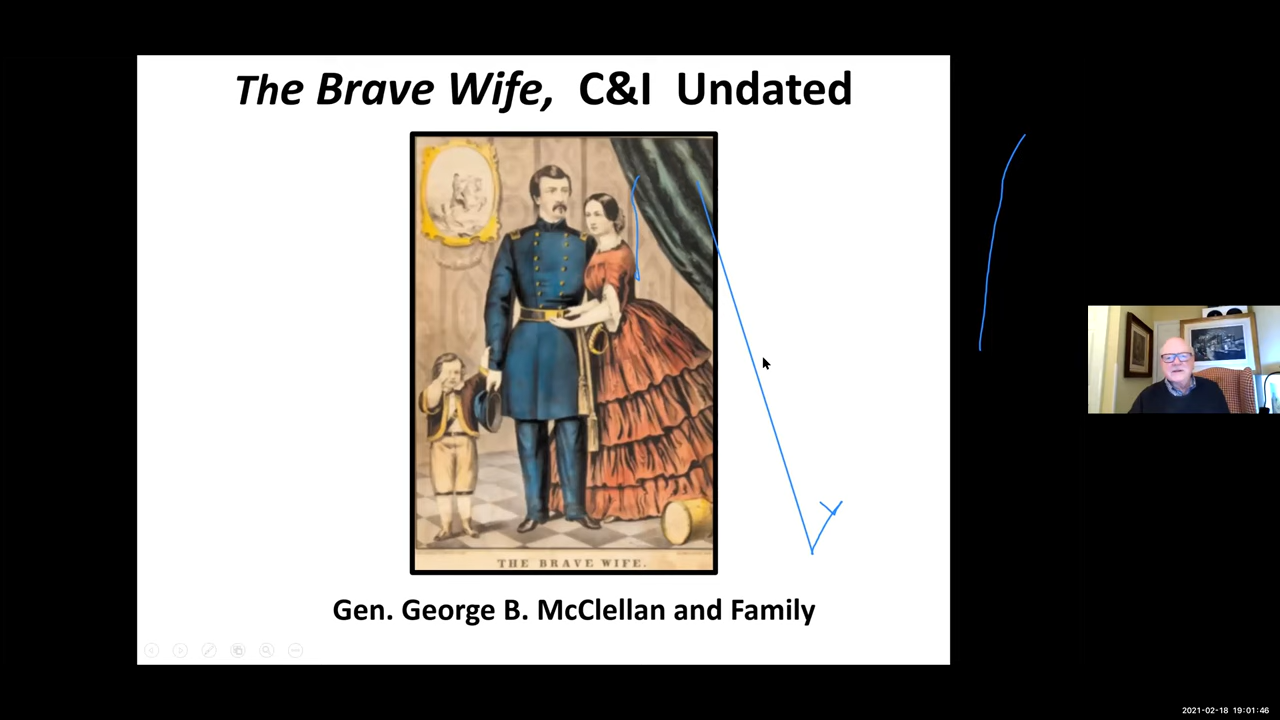 The Brave Wife, C&I Undated
THE BRAVE WIFE.
Gen. George B. McClellan and Family
2021-02-18 19:01:46